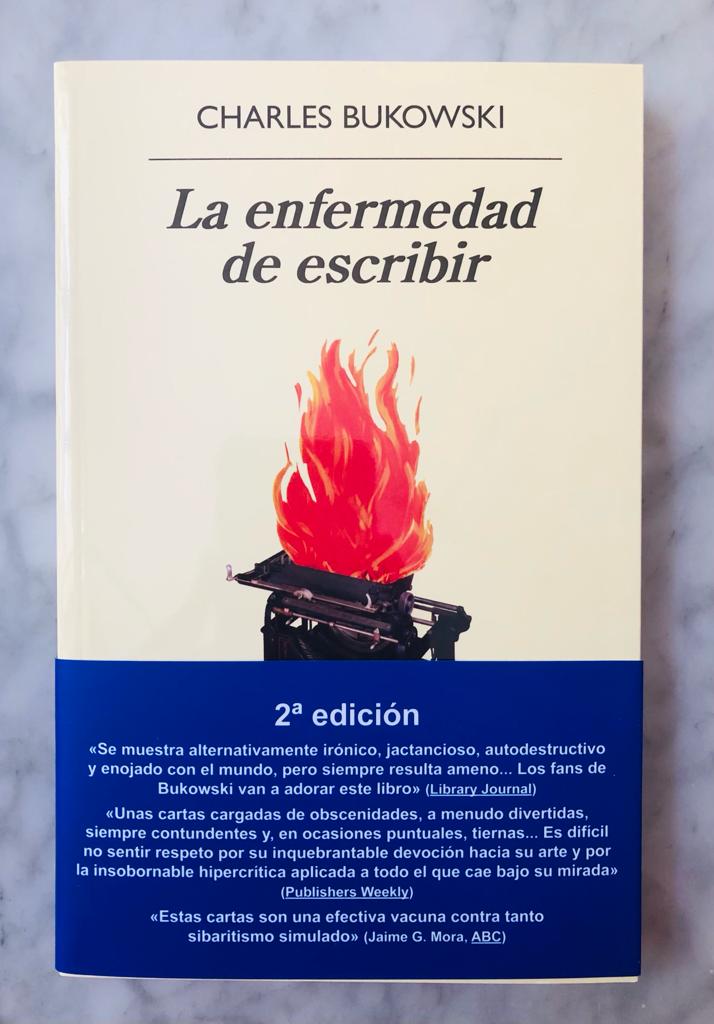 CHARLES BUKOWSKI
La enfermedad
de escribir
2ª edición
«Se muestra alternativamente irónico, jactancioso, autodestructivo
y enojado con el mundo, pero siempre resulta ameno... Los fans de
Bukowski van a adorar este libro» (Library Journal)
«Unas cartas cargadas de obscenidades, a menudo divertidas,
siempre contundentes y, en ocasiones puntuales, tiernas... Es difícil
no sentir respeto por su inquebrantable devoción hacia su arte y por
la insobornable hipercrítica aplicada a todo el que cae bajo su mirada»
(Publishers Weekly)
«Estas cartas son una efectiva vacuna contra tanto
sibaritismo simulado» (Jaime G. Mora, ABC)